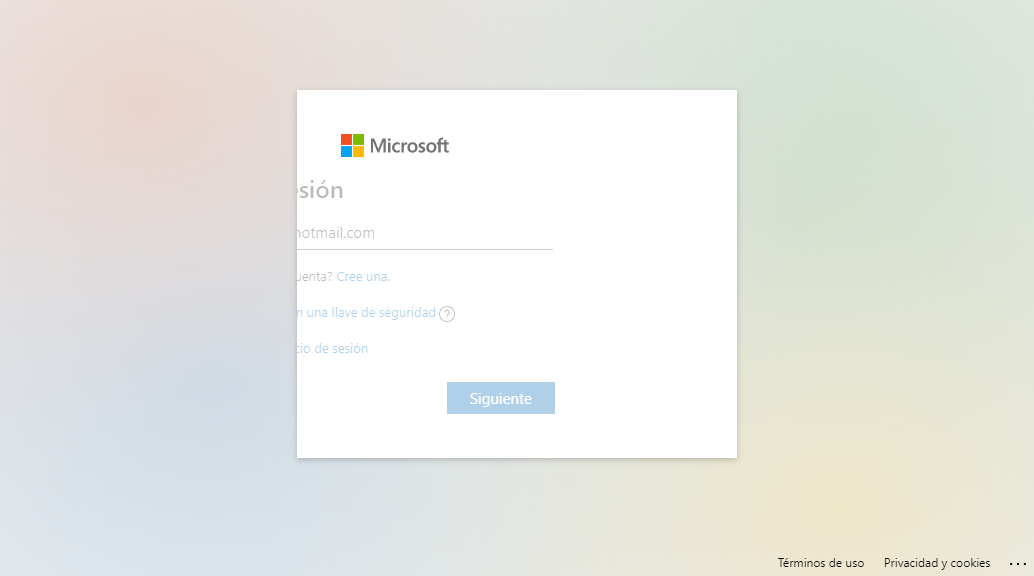 Microsoft
sión
hotmail.com
uenta? Cree una.
n una llave de seguridad ?
cio de sesión
Siguiente
Términos de uso Privacidad y cookies ...